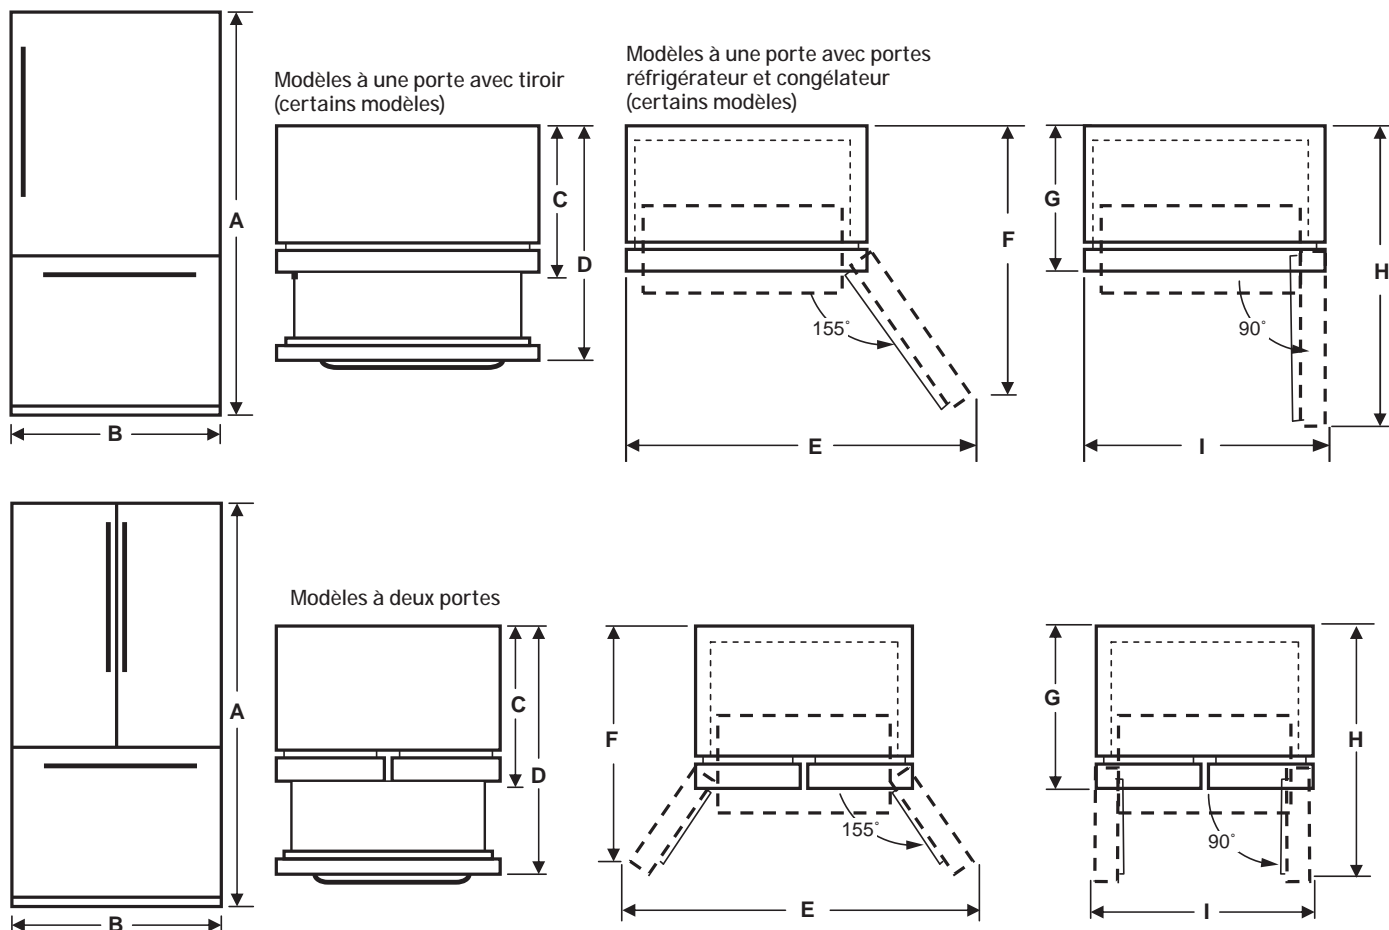 Modèles à une porte avec tiroir
(certains modèles)
Modèles à une porte avec portes
réfrigérateur et congélateur
(certains modèles)
A
B
C
D
155˚
E
F
G
90˚
H
I
Modèles à deux portes
A
B
C
D
F
155˚
E
G
90˚
H
I